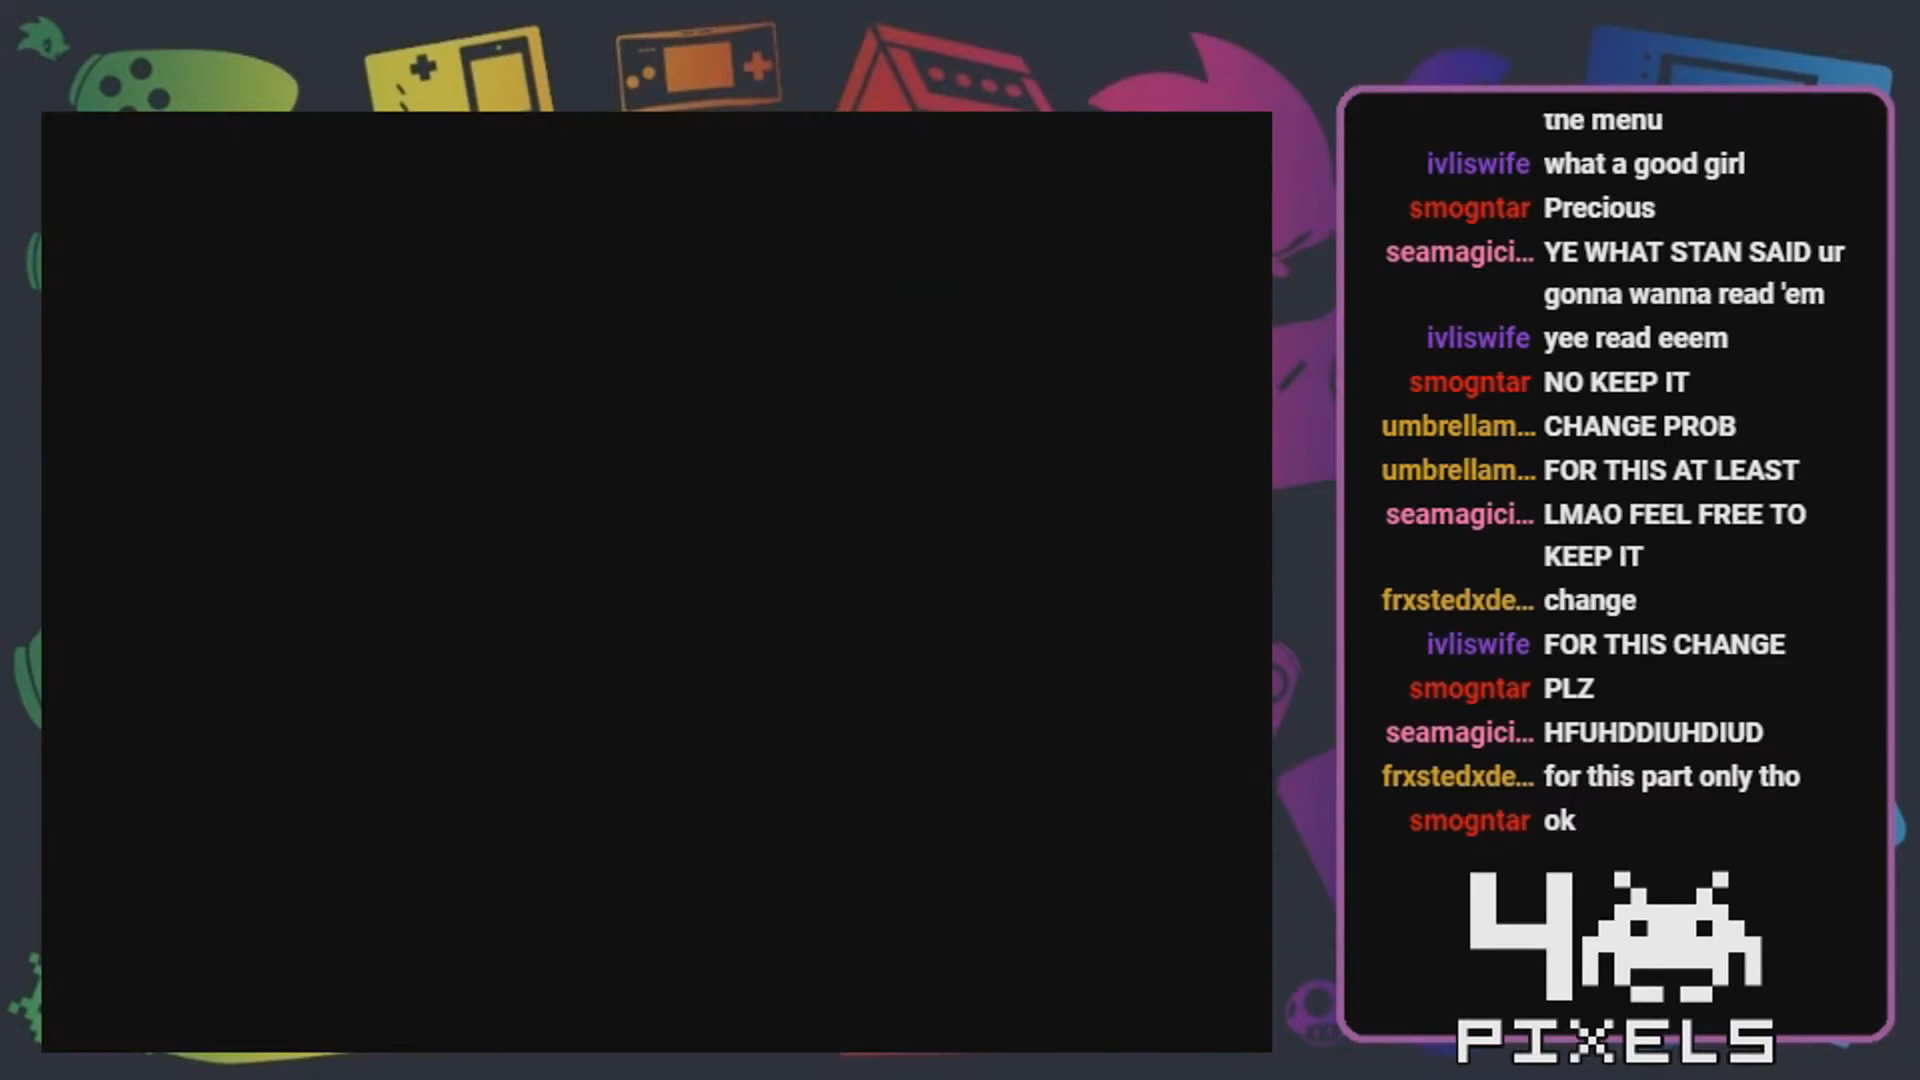 the menu
ivliswife what a good girl
smogntar Precious
seamagici... YE WHAT STAN SAID ur
gonna wanna read 'em
ivliswife yee read eeem
smogntar NO KEEP IT
umbrellam... CHANGE PROB
umbrellam... FOR THIS AT LEAST
seamagici... LMAO FEEL FREE TO
KEEP IT
frxstedxde... change
ivliswife FOR THIS CHANGE
smogntar PLZ
seamagici... HFUHDDIUHDIUD
frxstedxde... for this part only tho
smogntar ok
4
PIXELS